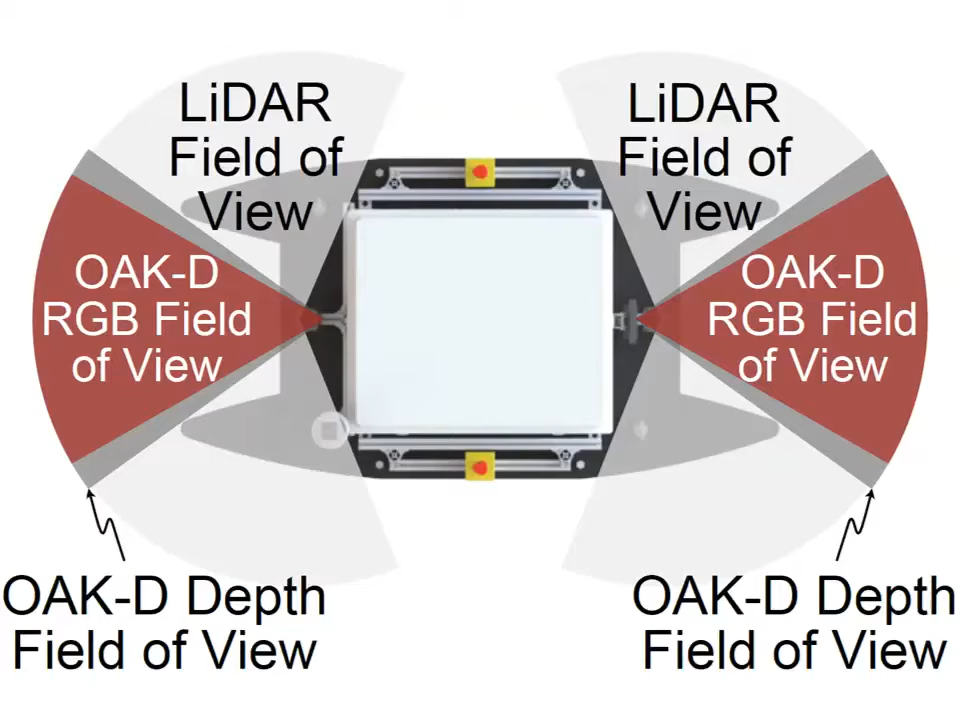 LiDAR
Field of
View
LiDAR
Field of
View
OAK-D
RGB Field
of View
OAK-D
RGB Field
of View
OAK-D Depth
Field of View
OAK-D Depth
Field of View